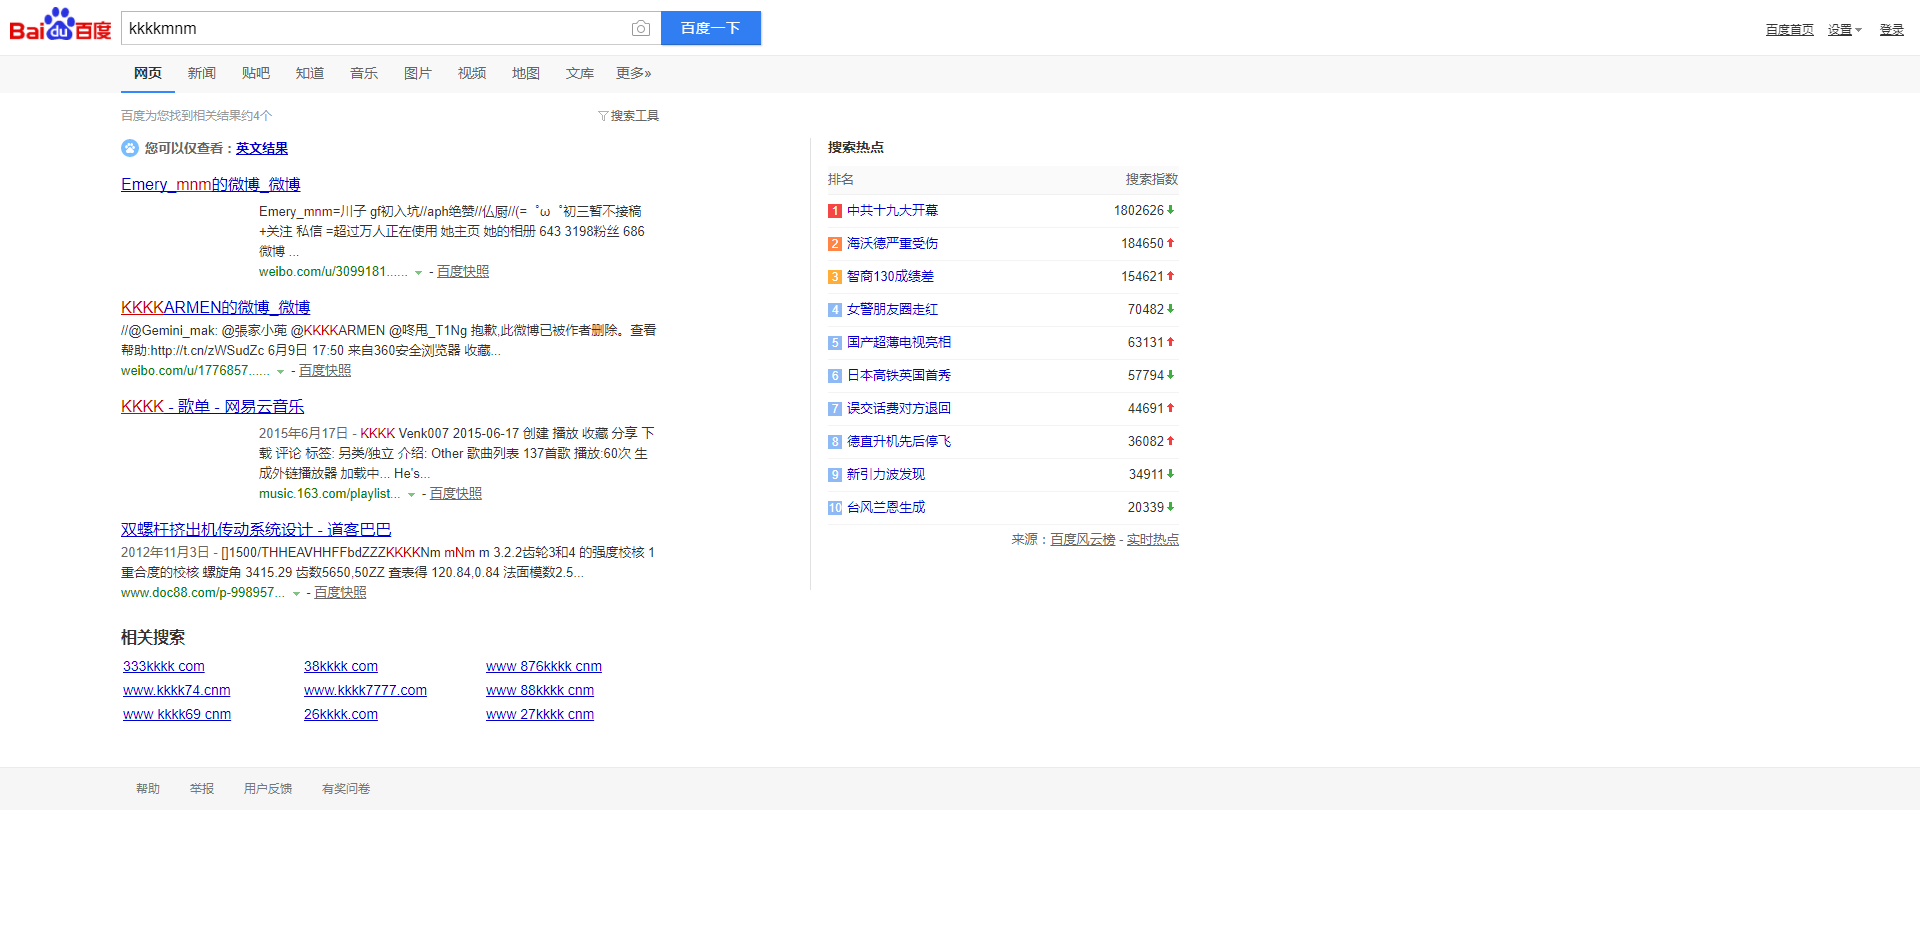 Bai du 百度
kkkkmnm
百度一下
百度首页 设置 登录
网页 新闻 贴吧 知道 音乐 图片 视频 地图 文库 更多»
百度为您找到相关结果约4个
搜索工具
您可以仅查看：英文结果
Emery_mnm的微博_微博
Emery_mnm=川子 gf初入坑//aph绝赞//仏厨//(=゜ω゜初三暂不接稿
+关注 私信 =超过万人正在使用 她主页 她的相册 643 3198粉丝 686
微博 ...
weibo.com/u/3099181...... - 百度快照
KKKKARMEN的微博_微博
//@Gemini_mak: @張家小蔸 @KKKKARMEN @咚甩_T1Ng 抱歉,此微博已被作者删除。查看
帮助:http://t.cn/zWSudZc 6月9日 17:50 来自360安全浏览器 收藏...
weibo.com/u/1776857...... - 百度快照
KKKK - 歌单 - 网易云音乐
2015年6月17日 - KKKK Venk007 2015-06-17 创建 播放 收藏 分享 下
载 评论 标签: 另类/独立 介绍: Other 歌曲列表 137首歌 播放:60次 生
成外链播放器 加载中... He's...
music.163.com/playlist... - 百度快照
双螺杆挤出机传动系统设计 - 道客巴巴
2012年11月3日 - []1500/THHEAVHHFFbdZZZKKKKNm mNm m 3.2.2齿轮3和4 的强度校核 1
重合度的校核 螺旋角 3415.29 齿数5650,50ZZ 查表得 120.84,0.84 法面模数2.5...
www.doc88.com/p-998957... - 百度快照
相关搜索
333kkkk com 38kkkk com www 876kkkk cnm
www.kkkk74.cnm www.kkkk7777.com www 88kkkk cnm
www kkkk69 cnm 26kkkk.com www 27kkkk cnm
搜索热点
排名 搜索指数
1 中共十九大开幕 1802626
2 海沃德严重受伤 184650
3 智商130成绩差 154621
4 女警朋友圈走红 70482
5 国产超薄电视亮相 63131
6 日本高铁英国首秀 57794
7 误交话费对方退回 44691
8 德直升机先后停飞 36082
9 新引力波发现 34911
10 台风兰恩生成 20339
来源：百度风云榜 - 实时热点
帮助 举报 用户反馈 有奖问卷